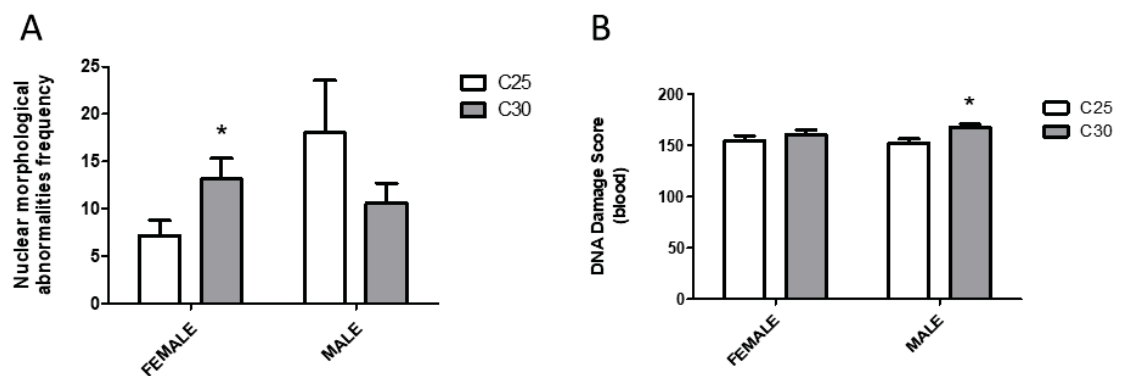 A
Nuclear morphological
abnormalities frequency
25
20
15
10
5
0
*
FEMALE
MALE
C25
C30
B
DNA Damage Score
(blood)
200
150
100
50
0
*
FEMALE
MALE
C25
C30